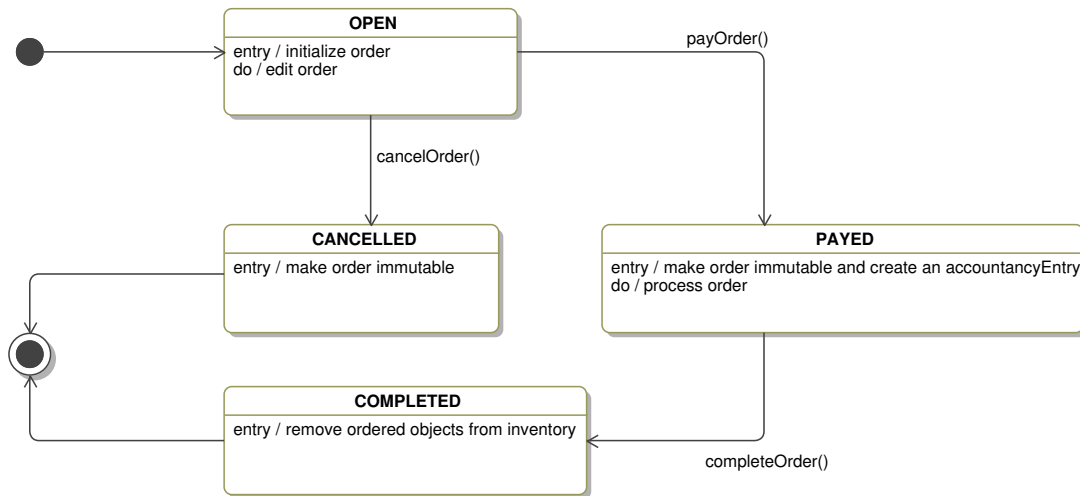 OPEN
entry / initialize order
do / edit order
payOrder()
cancelOrder()
CANCELLED
entry / make order immutable
PAYED
entry / make order immutable and create an accountancyEntry
do / process order
COMPLETED
entry / remove ordered objects from inventory
completeOrder()